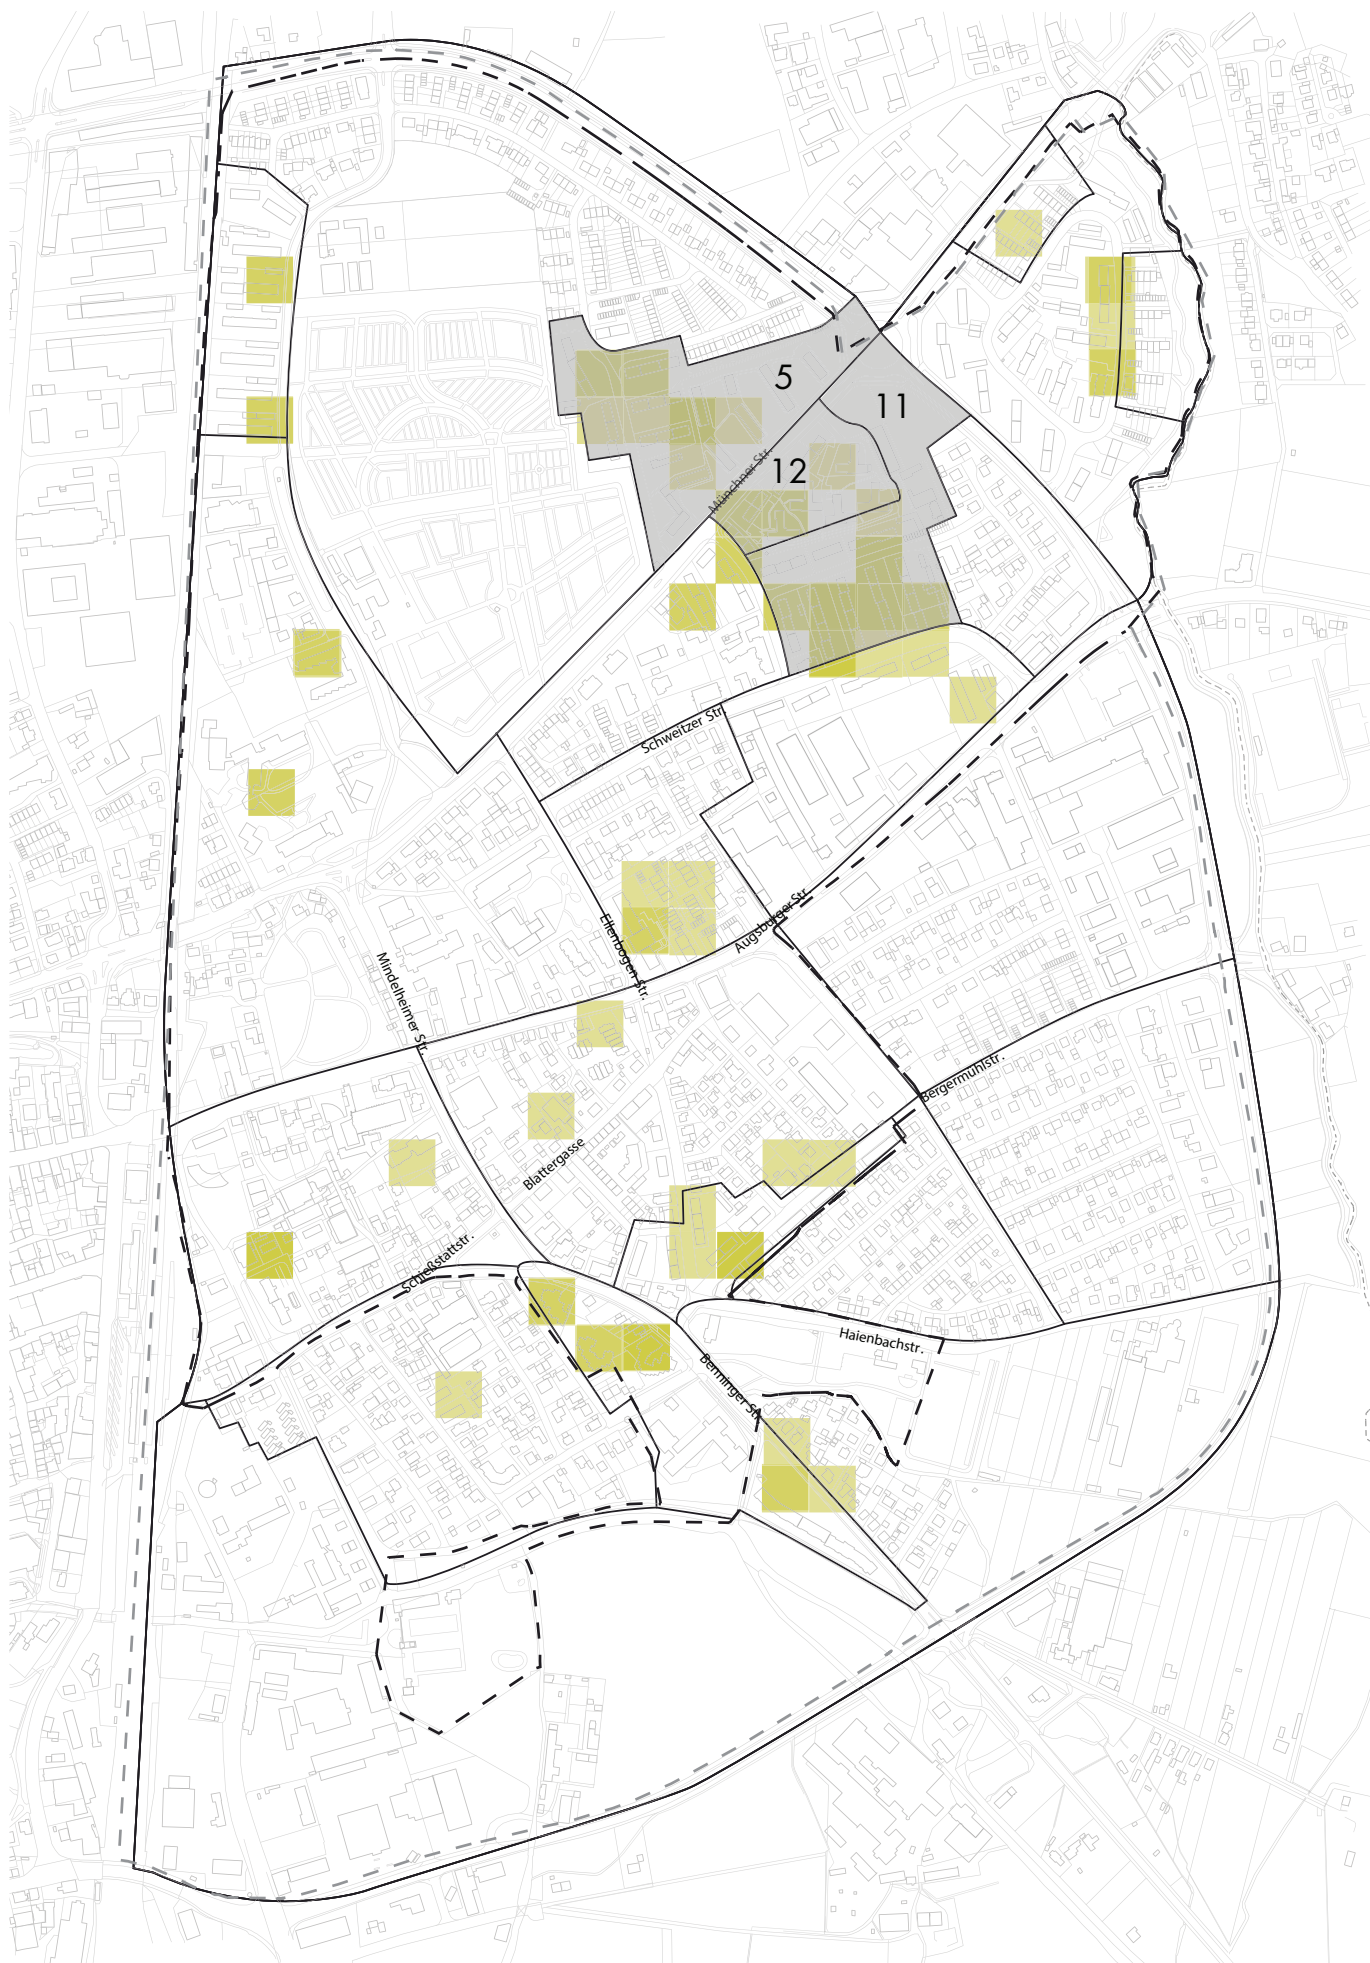 5
11
12
Münchner Str.
Schweitzer Str.
Augsburger Str.
Ellenbogen Str.
Mindelheimer Str.
Bergermühlstr.
Blattergasse
Schießstattstr.
Haienbachstr.
Benninger Str.